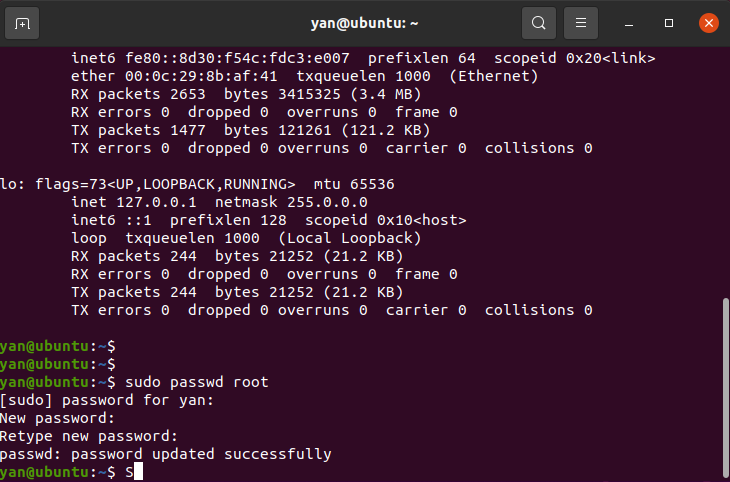 yan@ubuntu: ~
inet6 fe80::8d30:f54c:fdc3:e007 prefixlen 64 scopeid 0x20<link>
ether 00:0c:29:8b:af:41 txqueuelen 1000 (Ethernet)
RX packets 2653 bytes 3415325 (3.4 MB)
RX errors 0 dropped 0 overruns 0 frame 0
TX packets 1477 bytes 121261 (121.2 KB)
TX errors 0 dropped 0 overruns 0 carrier 0 collisions 0
lo: flags=73<UP,LOOPBACK,RUNNING> mtu 65536
inet 127.0.0.1 netmask 255.0.0.0
inet6 ::1 prefixlen 128 scopeid 0x10<host>
loop txqueuelen 1000 (Local Loopback)
RX packets 244 bytes 21252 (21.2 KB)
RX errors 0 dropped 0 overruns 0 frame 0
TX packets 244 bytes 21252 (21.2 KB)
TX errors 0 dropped 0 overruns 0 carrier 0 collisions 0
yan@ubuntu:~$
yan@ubuntu:~$
yan@ubuntu:~$ sudo passwd root
[sudo] password for yan:
New password:
Retype new password:
passwd: password updated successfully
yan@ubuntu:~$ S